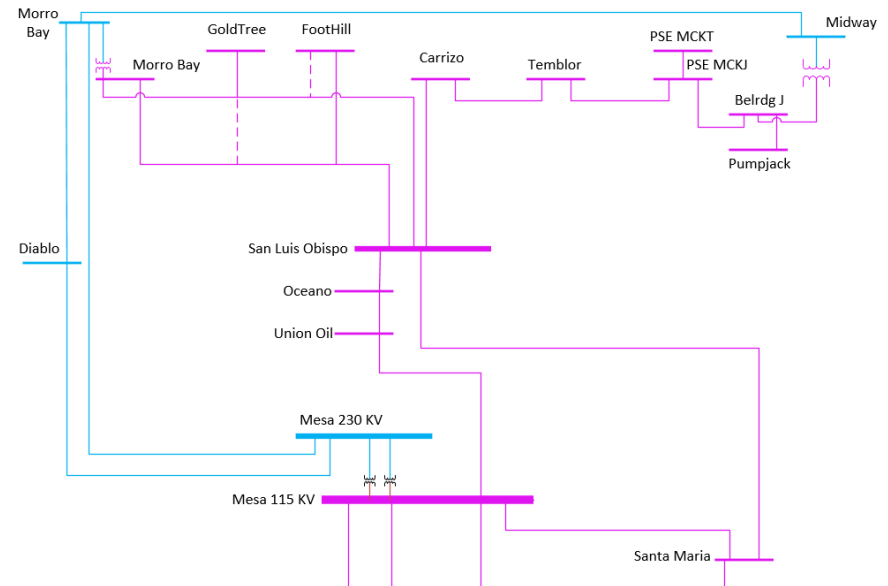 Morro
Bay
GoldTree
FootHill
Midway
PSE MCKT
Carrizo
Temblor
PSE MCKJ
Morro Bay
Belrdg J
Pumpjack
Diablo
San Luis Obispo
Oceano
Union Oil
Mesa 230 KV
Mesa 115 KV
Santa Maria